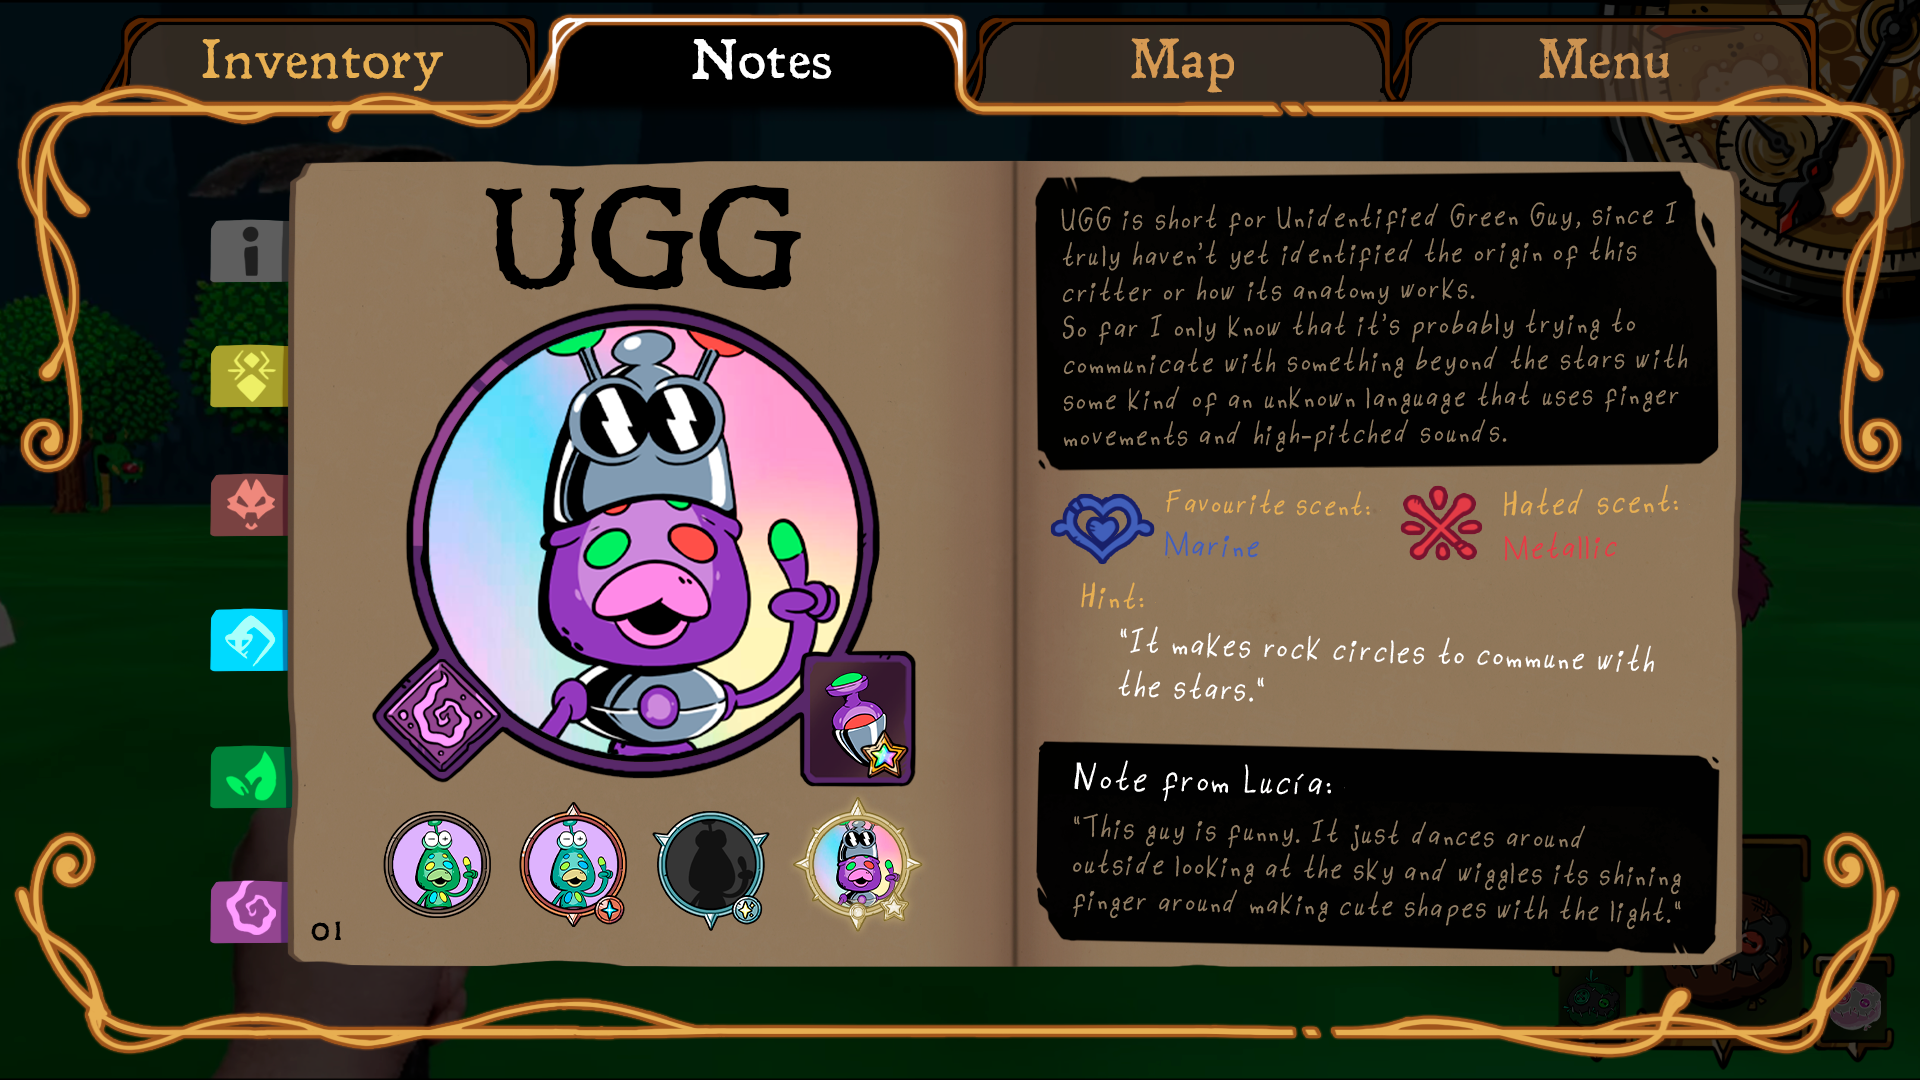 Inventory
Notes
Map
Menu
UGG
01
UGG is short for Unidentified Green Guy, since I
truly haven't yet identified the origin of this
critter or how its anatomy works.
So far I only know that it's probably trying to
communicate with something beyond the stars with
some kind of an unknown language that uses finger
movements and high-pitched sounds.
Favourite scent:
Marine
Hated scent:
Metallic
Hint:
"It makes rock circles to commune with
the stars."
Note from Lucía:
"This guy is funny. It just dances around
outside looking at the sky and wiggles its shining
finger around making cute shapes with the light."